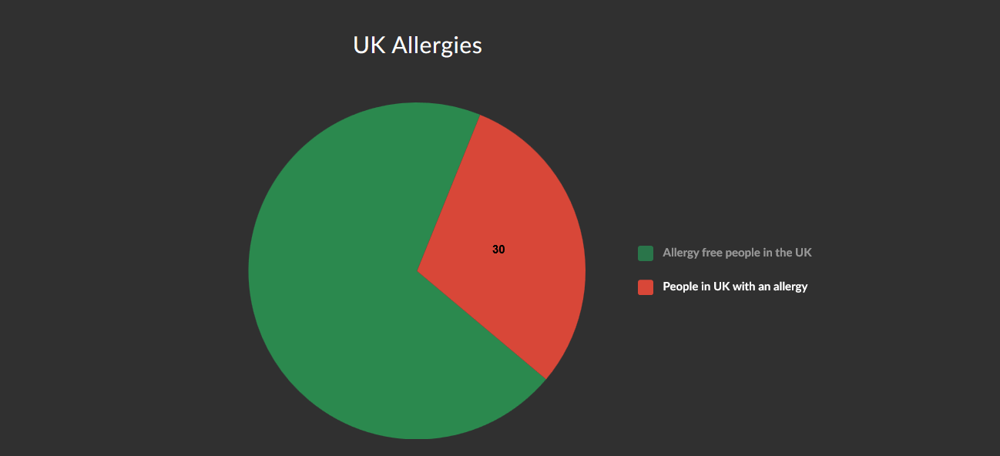 UK Allergies
30
Allergy free people in the UK
People in UK with an allergy